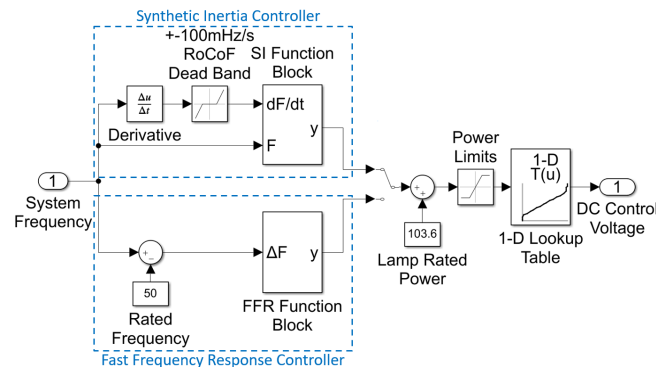 Synthetic Inertia Controller
+-100mHz/s
RoCoF
Dead Band
SI Function
Block
Δu
Δt
Derivative
dF/dt
F
y
1
System
Frequency
Power
Limits
1-D
T(u)
1
DC Control
Voltage
+
+
103.6
Lamp Rated
Power
1-D Lookup
Table
+
−
50
Rated
Frequency
ΔF
y
FFR Function
Block
Fast Frequency Response Controller